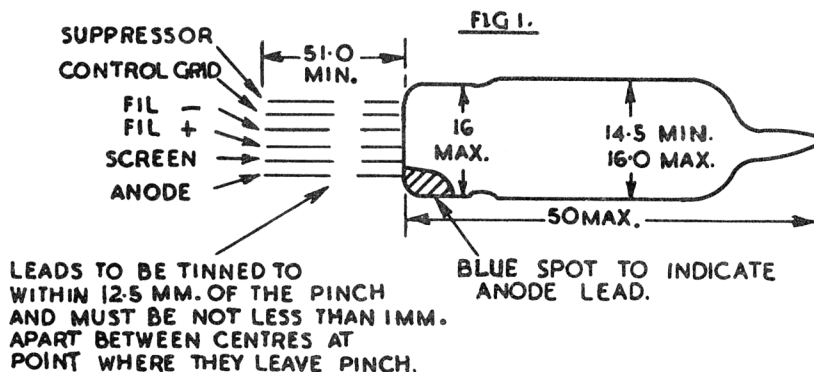 FIG 1.
SUPPRESSOR
CONTROL GRID
FIL -
FIL +
SCREEN
ANODE
51·0
MIN.
16
MAX.
14·5 MIN.
16·0 MAX.
50 MAX.
LEADS TO BE TINNED TO
WITHIN 12·5 MM. OF THE PINCH
AND MUST BE NOT LESS THAN 1MM.
APART BETWEEN CENTRES AT
POINT WHERE THEY LEAVE PINCH.
BLUE SPOT TO INDICATE
ANODE LEAD.